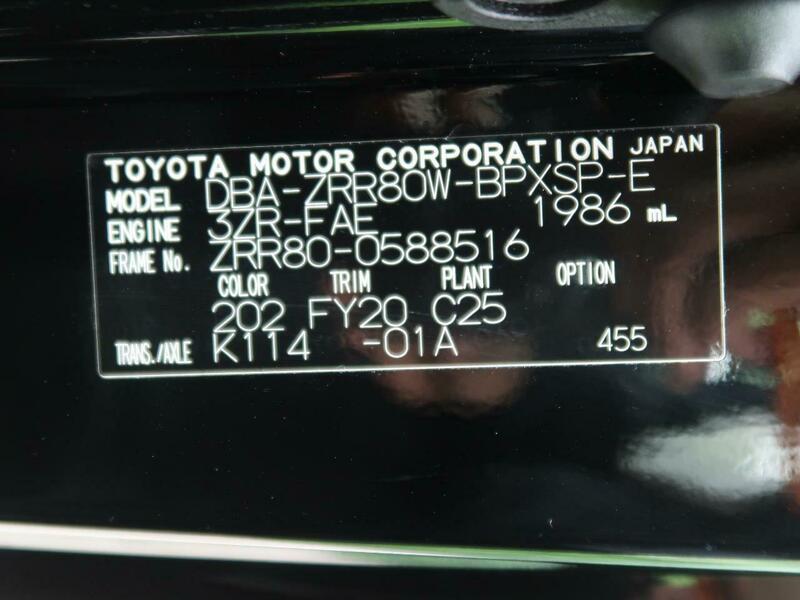 TOYOTA MOTOR CORPORATION JAPAN
MODEL DBA-ZRR80W-BPXSP-E
ENGINE 3ZR-FAE 1986 mL
FRAME No. ZRR80-0588516
COLOR TRIM PLANT OPTION
202 FY20 C25
TRANS./AXLE K114 -01A 455